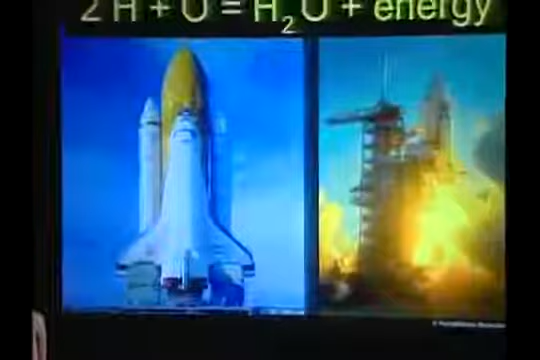 2 H + O = H₂O + energy